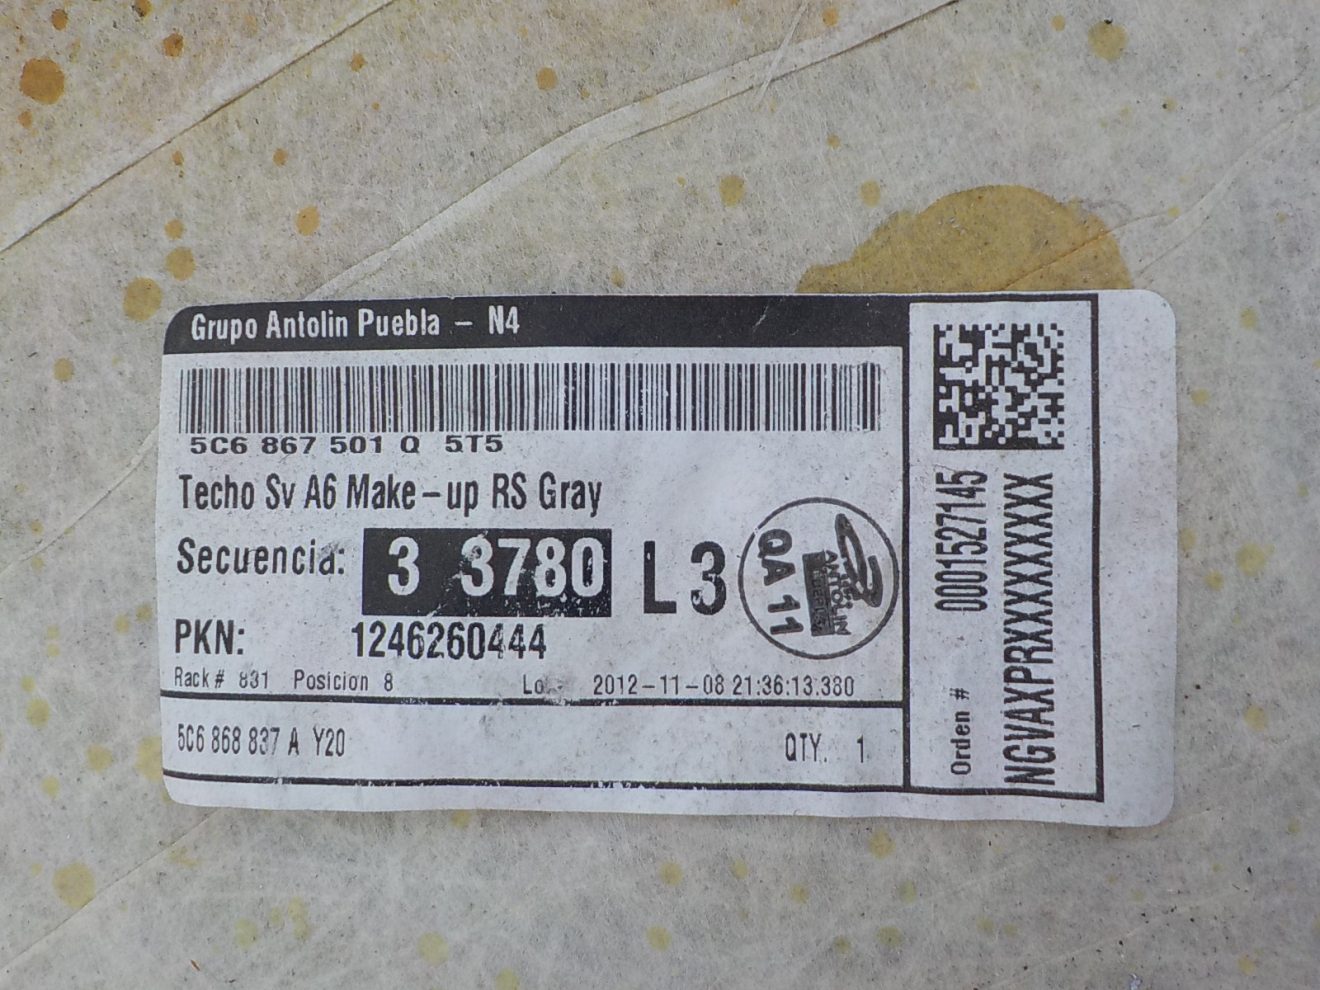 Grupo Antolin Puebla - N4
5C6 867 501 Q 5T5
Techo Sv A6 Make-up RS Gray
Secuencia: 3 3780 L3
QA 11
PKN: 1246260444
Rack # 831 Posicion 8 2012-11-08 21:36:13.380
5C6 868 837 A Y20 QTY. 1
Orden # 0001527145
NGVAXPRXXXXXXXXXX